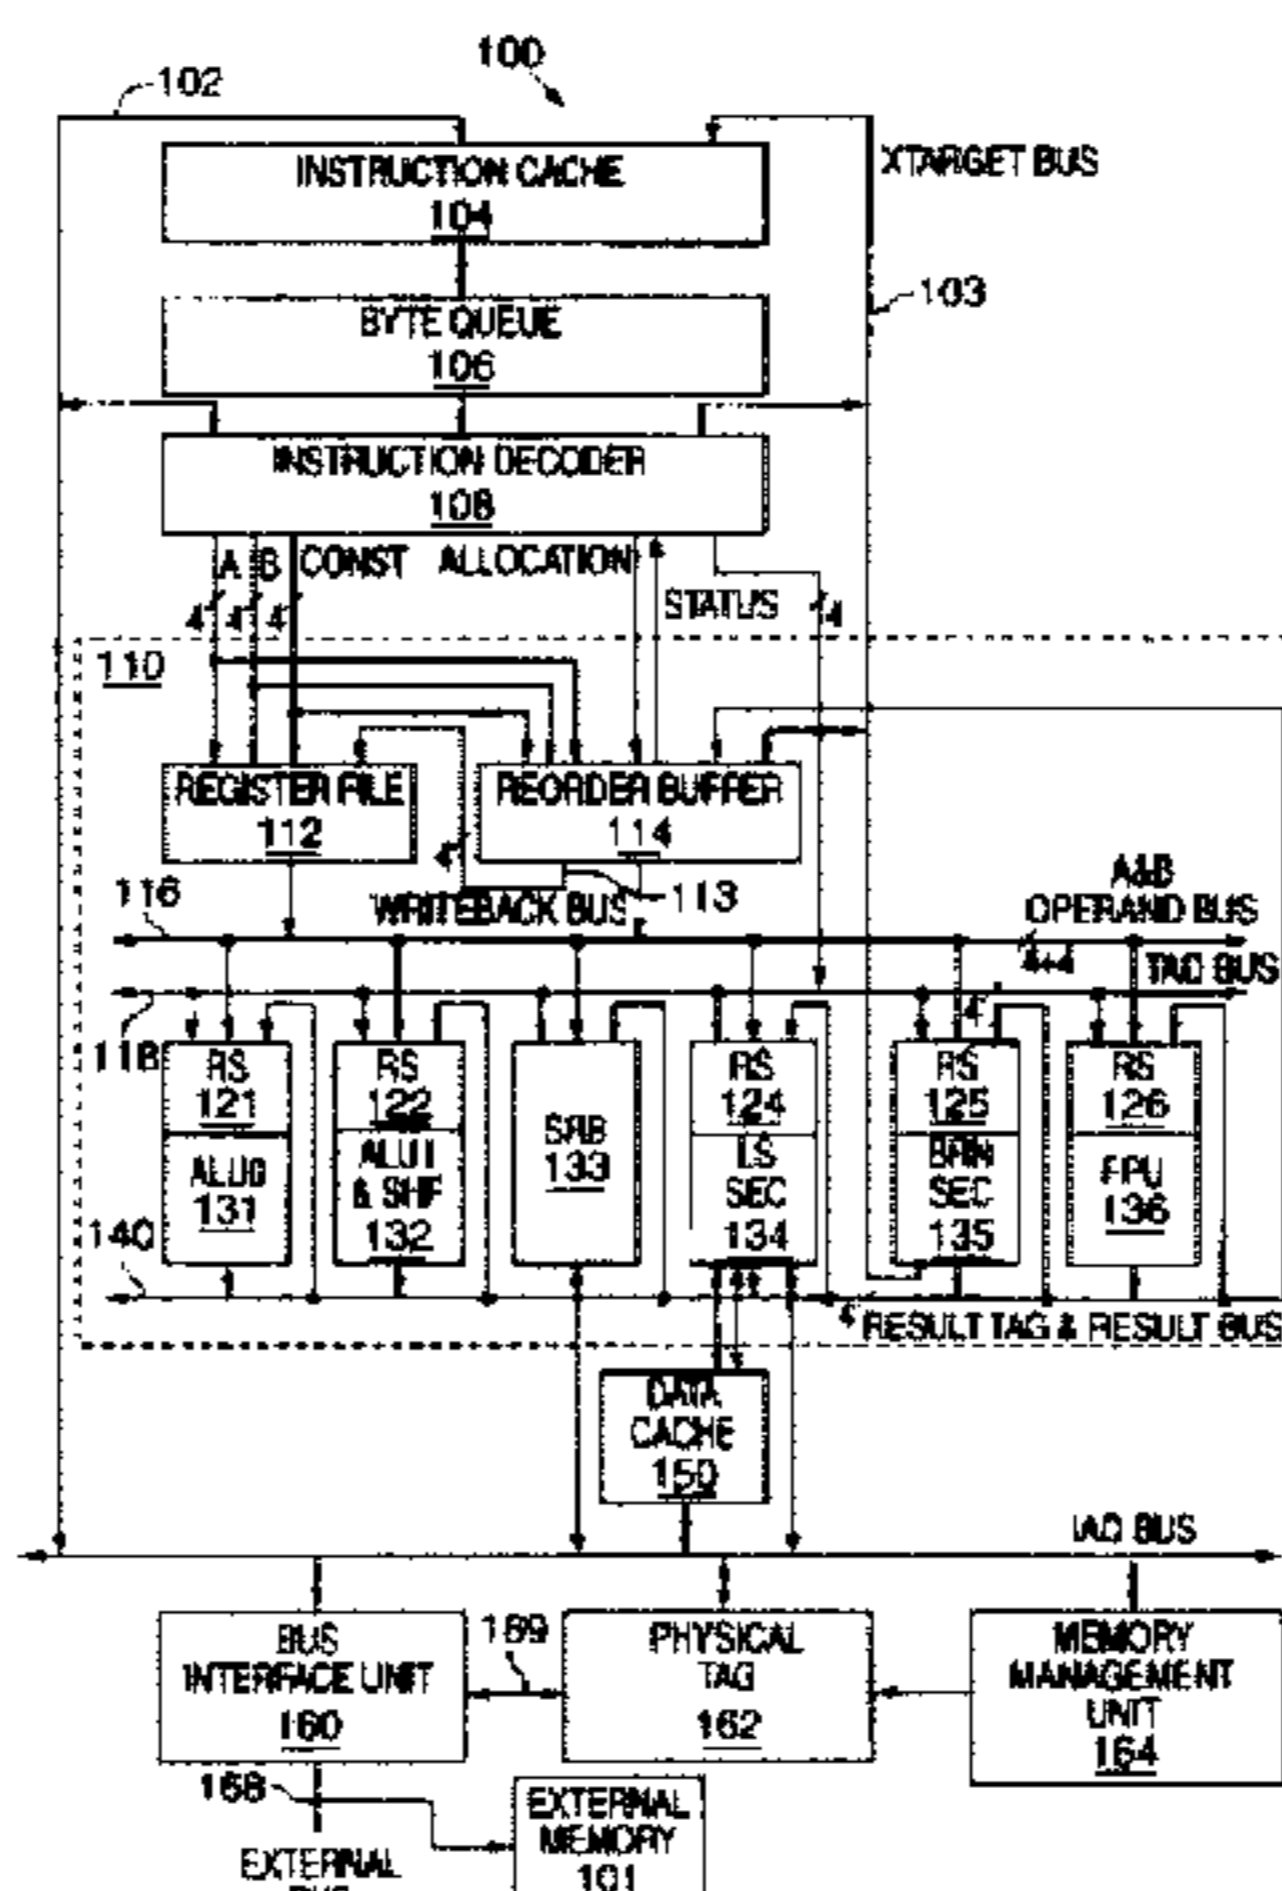 100
102
INSTRUCTION CACHE
104
XTARGET BUS
103
BYTE QUEUE
106
INSTRUCTION DECODER
108
A B CONST ALLOCATION
4 4 4
STATUS 4
110
REGISTER FILE
112
REORDER BUFFER
114
4
WRITEBACK BUS
113
116
A&B
OPERAND BUS
4+4
TAG BUS
118
4
RS
121
ALU0
131
RS
122
ALU1
& SHF
132
SRB
133
RS
124
LS
SEC
134
RS
125
BRN
SEC
135
RS
126
FPU
136
140
4
RESULT TAG & RESULT BUS
DATA
CACHE
150
IAD BUS
BUS
INTERFACE UNIT
160
169
PHYSICAL
TAG
162
MEMORY
MANAGEMENT
UNIT
164
168
EXTERNAL
EXTERNAL
MEMORY
101